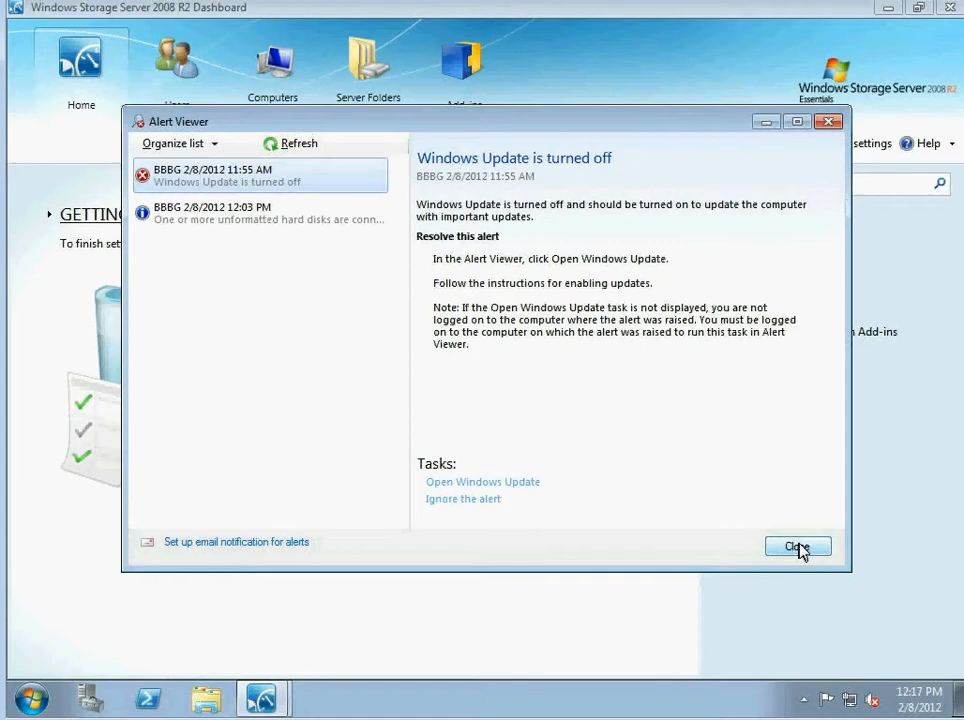 Windows Storage Server 2008 R2 Dashboard
Home
Computers
Server Folders
Windows Storage Server 2008 R2
Essentials
settings
Help
Alert Viewer
Organize list
Refresh
BBBG 2/8/2012 11:55 AM
Windows Update is turned off
BBBG 2/8/2012 12:03 PM
One or more unformatted hard disks are conn...
Windows Update is turned off
BBBG 2/8/2012 11:55 AM
Windows Update is turned off and should be turned on to update the computer
with important updates.
Resolve this alert
In the Alert Viewer, click Open Windows Update.
Follow the instructions for enabling updates.
Note: If the Open Windows Update task is not displayed, you are not
logged on to the computer where the alert was raised. You must be logged
on to the computer on which the alert was raised to run this task in Alert
Viewer.
Tasks:
Open Windows Update
Ignore the alert
Set up email notification for alerts
Close
GETTIN
To finish set
Add-ins
12:17 PM
2/8/2012